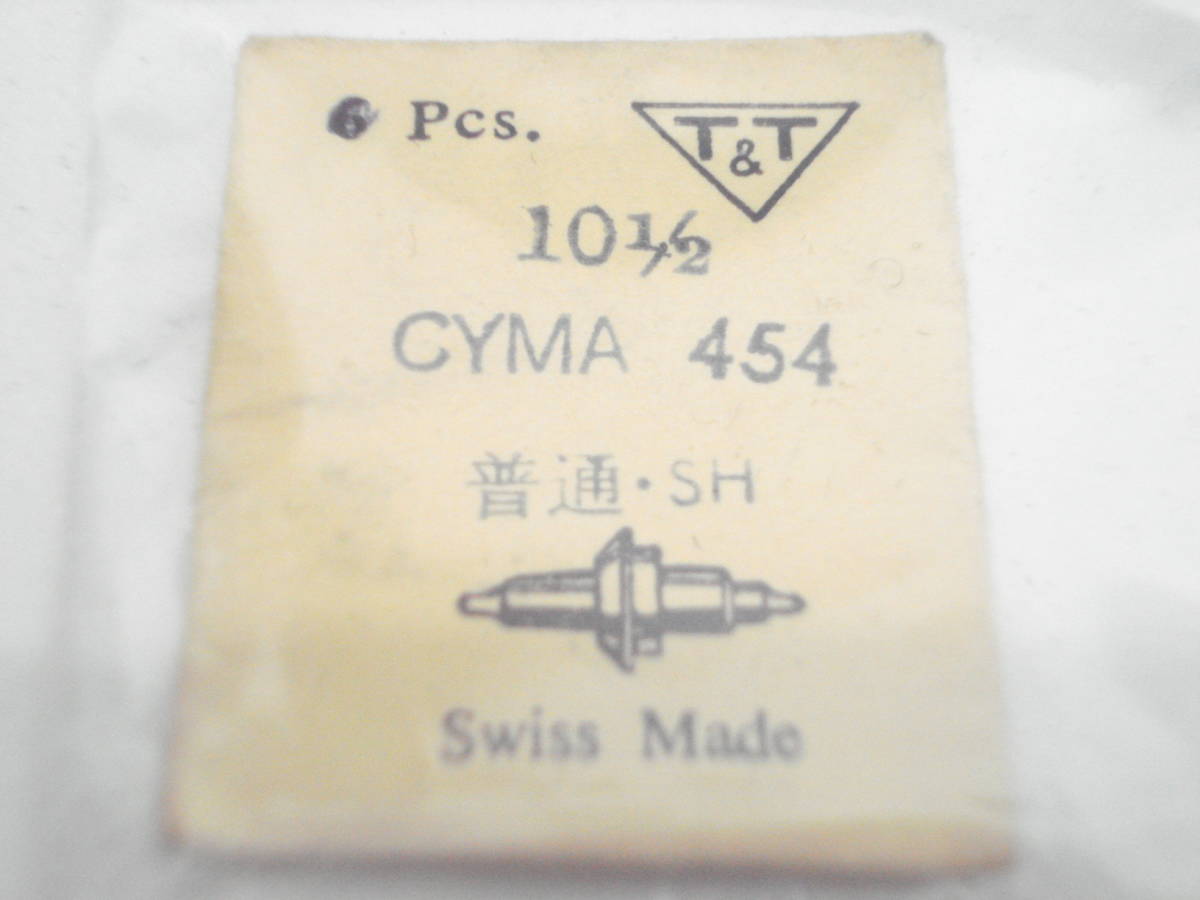 6 Pcs.
T&T
10½
CYMA 454
普通・SH
Swiss Made